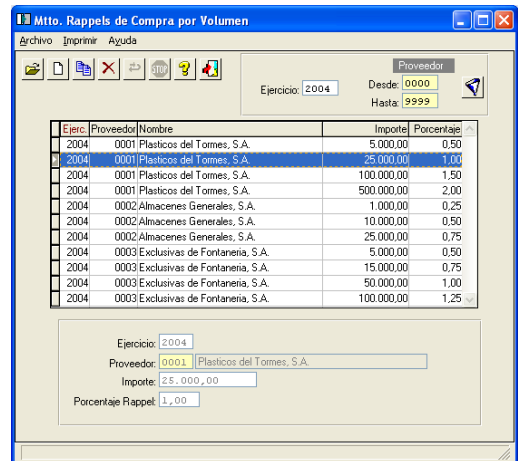 Mtto. Rappels de Compra por Volumen
Archivo Imprimir Ayuda
STOP
Proveedor
Ejercicio: 2004 Desde: 0000
Hasta: 9999
Ejerc. Proveedor Nombre Importe Porcentaje
2004 0001 Plasticos del Tormes, S.A. 5.000,00 0,50
2004 0001 Plasticos del Tormes, S.A. 25.000,00 1,00
2004 0001 Plasticos del Tormes, S.A. 100.000,00 1,50
2004 0001 Plasticos del Tormes, S.A. 500.000,00 2,00
2004 0002 Almacenes Generales, S.A. 1.000,00 0,25
2004 0002 Almacenes Generales, S.A. 10.000,00 0,50
2004 0002 Almacenes Generales, S.A. 25.000,00 0,75
2004 0003 Exclusivas de Fontaneria, S.A. 5.000,00 0,50
2004 0003 Exclusivas de Fontaneria, S.A. 15.000,00 0,75
2004 0003 Exclusivas de Fontaneria, S.A. 50.000,00 1,00
2004 0003 Exclusivas de Fontaneria, S.A. 100.000,00 1,25
Ejercicio: 2004
Proveedor: 0001 Plasticos del Tormes, S.A.
Importe: 25.000,00
Porcentaje Rappel: 1,00